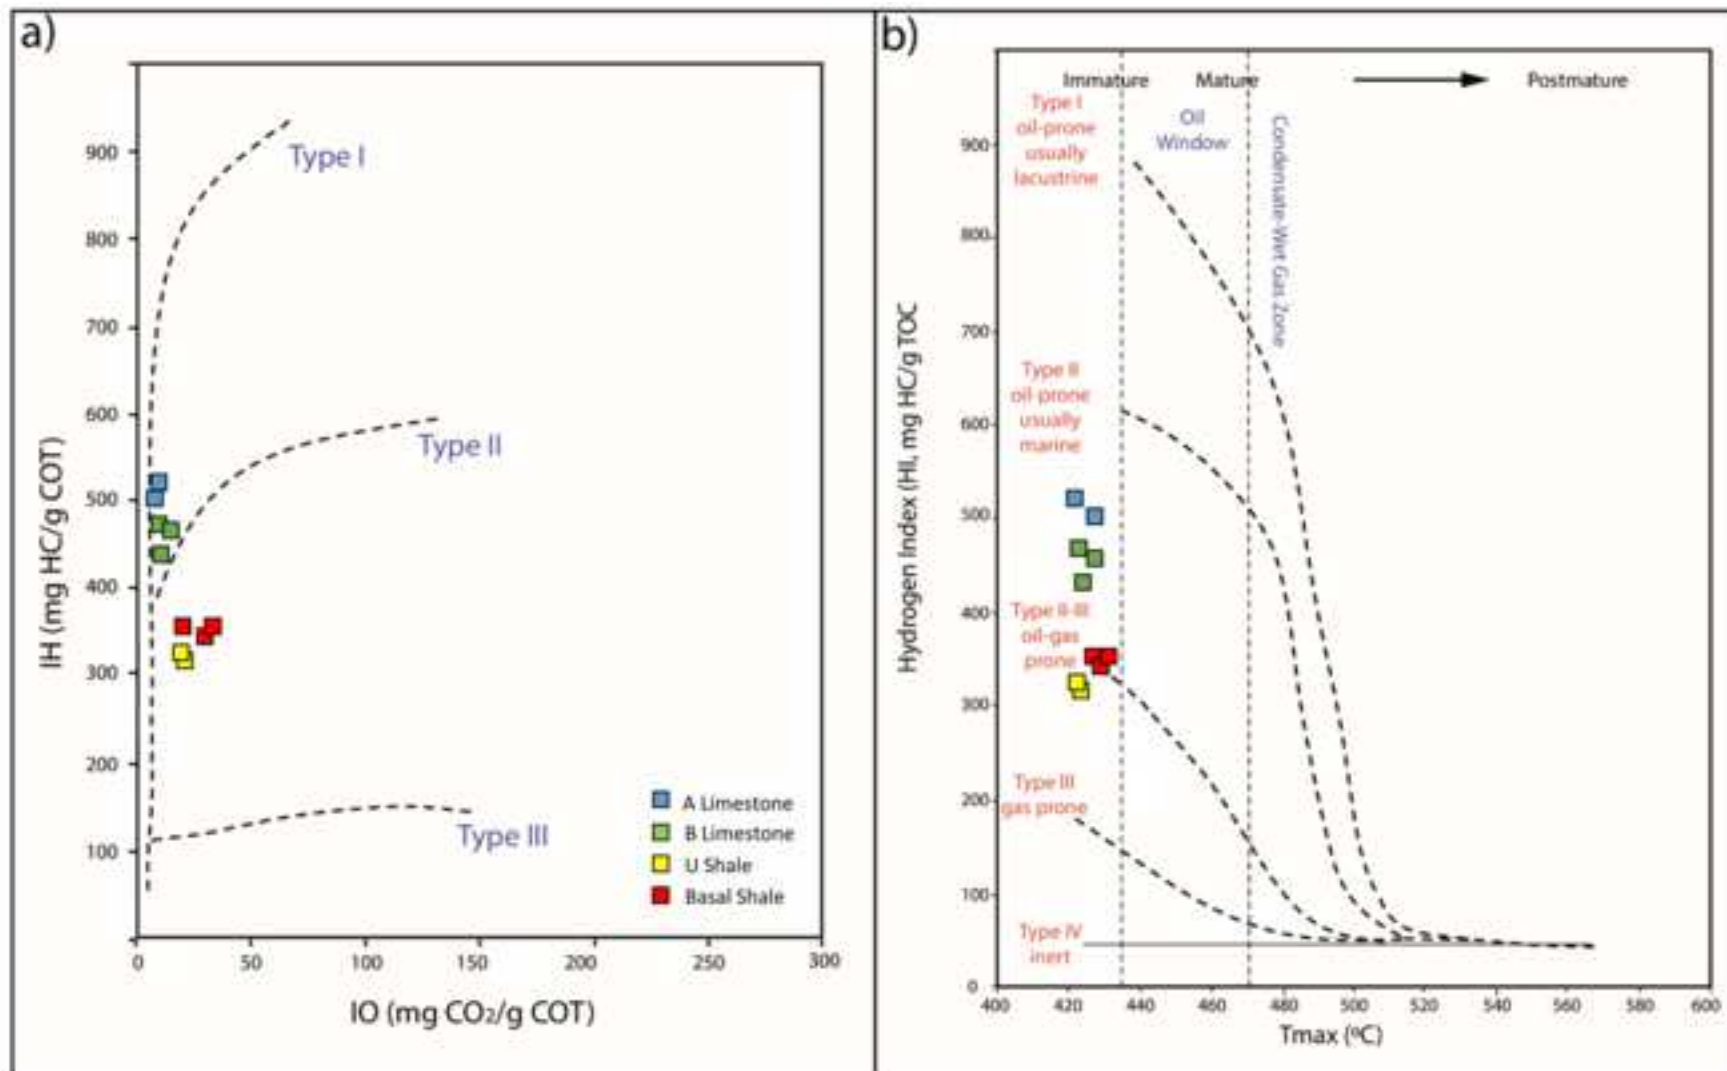 a)
IH (mg HC/g COT)
900
800
700
600
500
400
300
200
100
Type I
Type II
Type III
A Limestone
B Limestone
U Shale
Basal Shale
0 50 100 150 200 250 300
IO (mg CO2/g COT)
b)
Hydrogen Index (HI, mg HC/g TOC
900
800
700
600
500
400
300
200
100
0
Immature Mature Postmature
Type I
oil-prone
usually
lacustrine
Oil
Window
Condensate-Wet Gas Zone
Type II
oil-prone
usually
marine
Type II-III
oil-gas
prone
Type III
gas prone
Type IV
inert
400 420 440 460 480 500 520 540 560 580 600
Tmax (ºC)